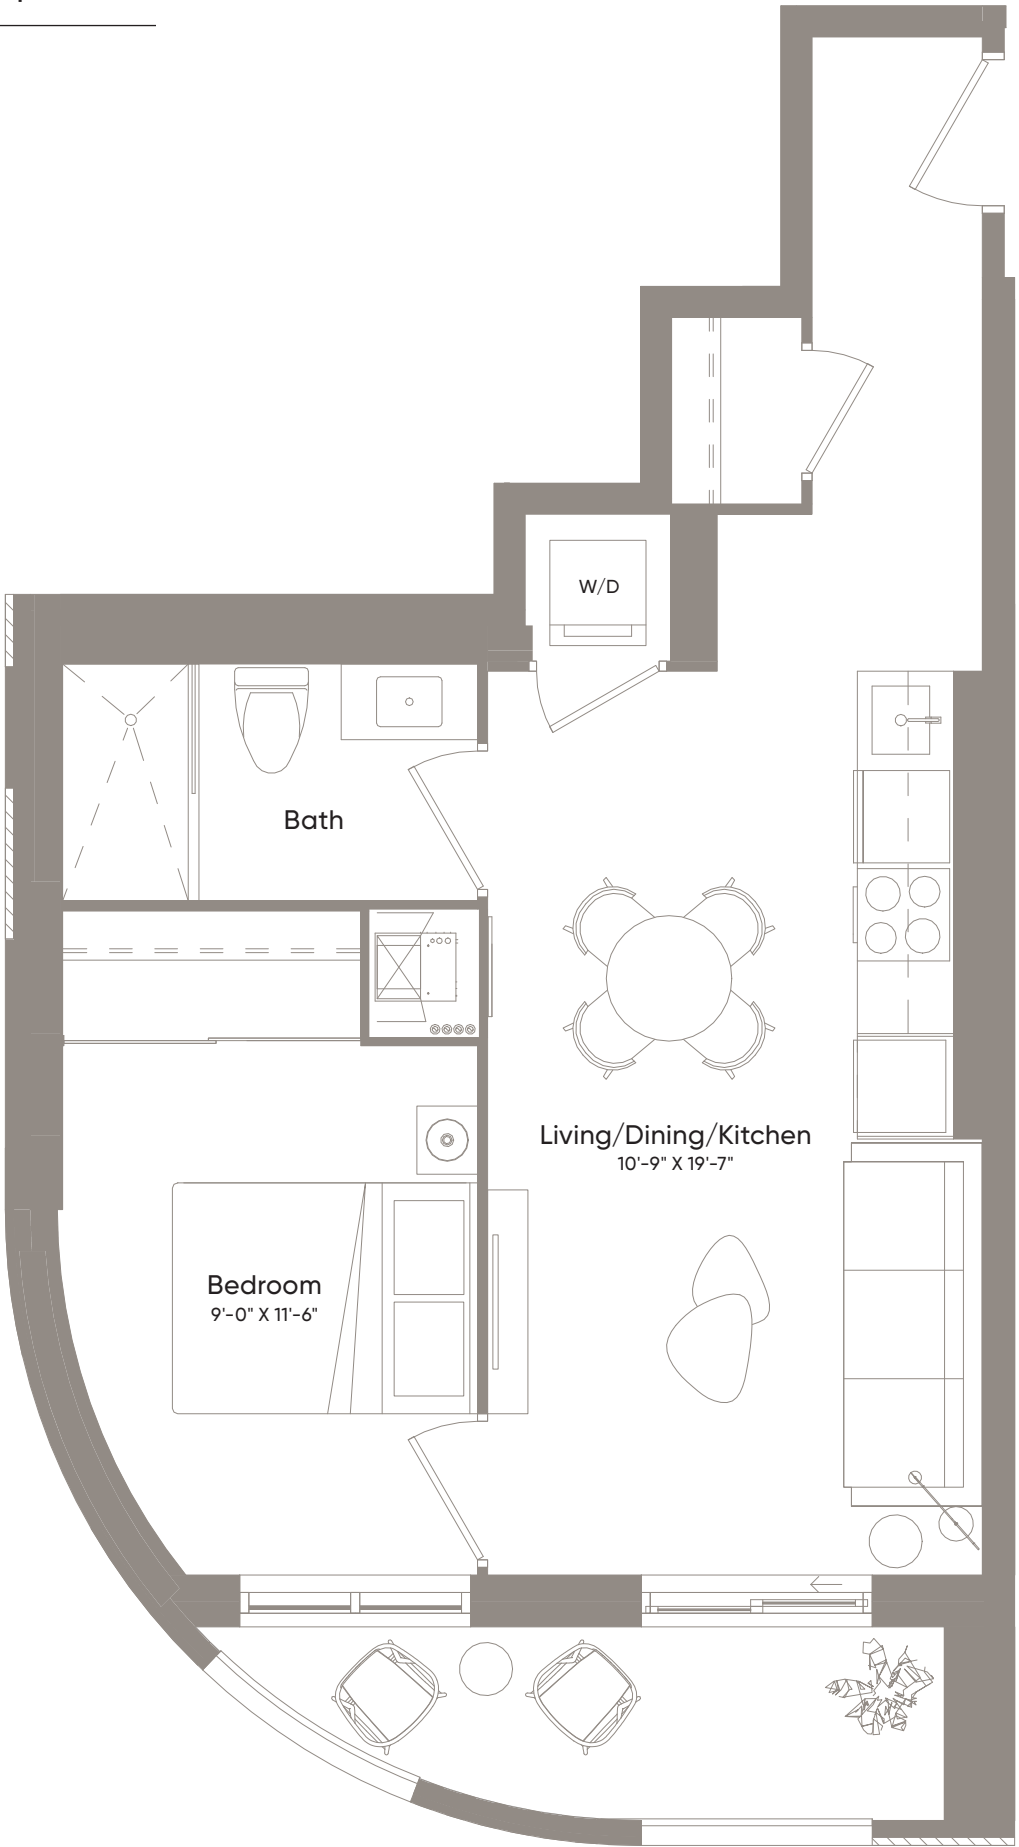 W/D
Bath
Living/Dining/Kitchen
10'-9" X 19'-7"
Bedroom
9'-0" X 11'-6"